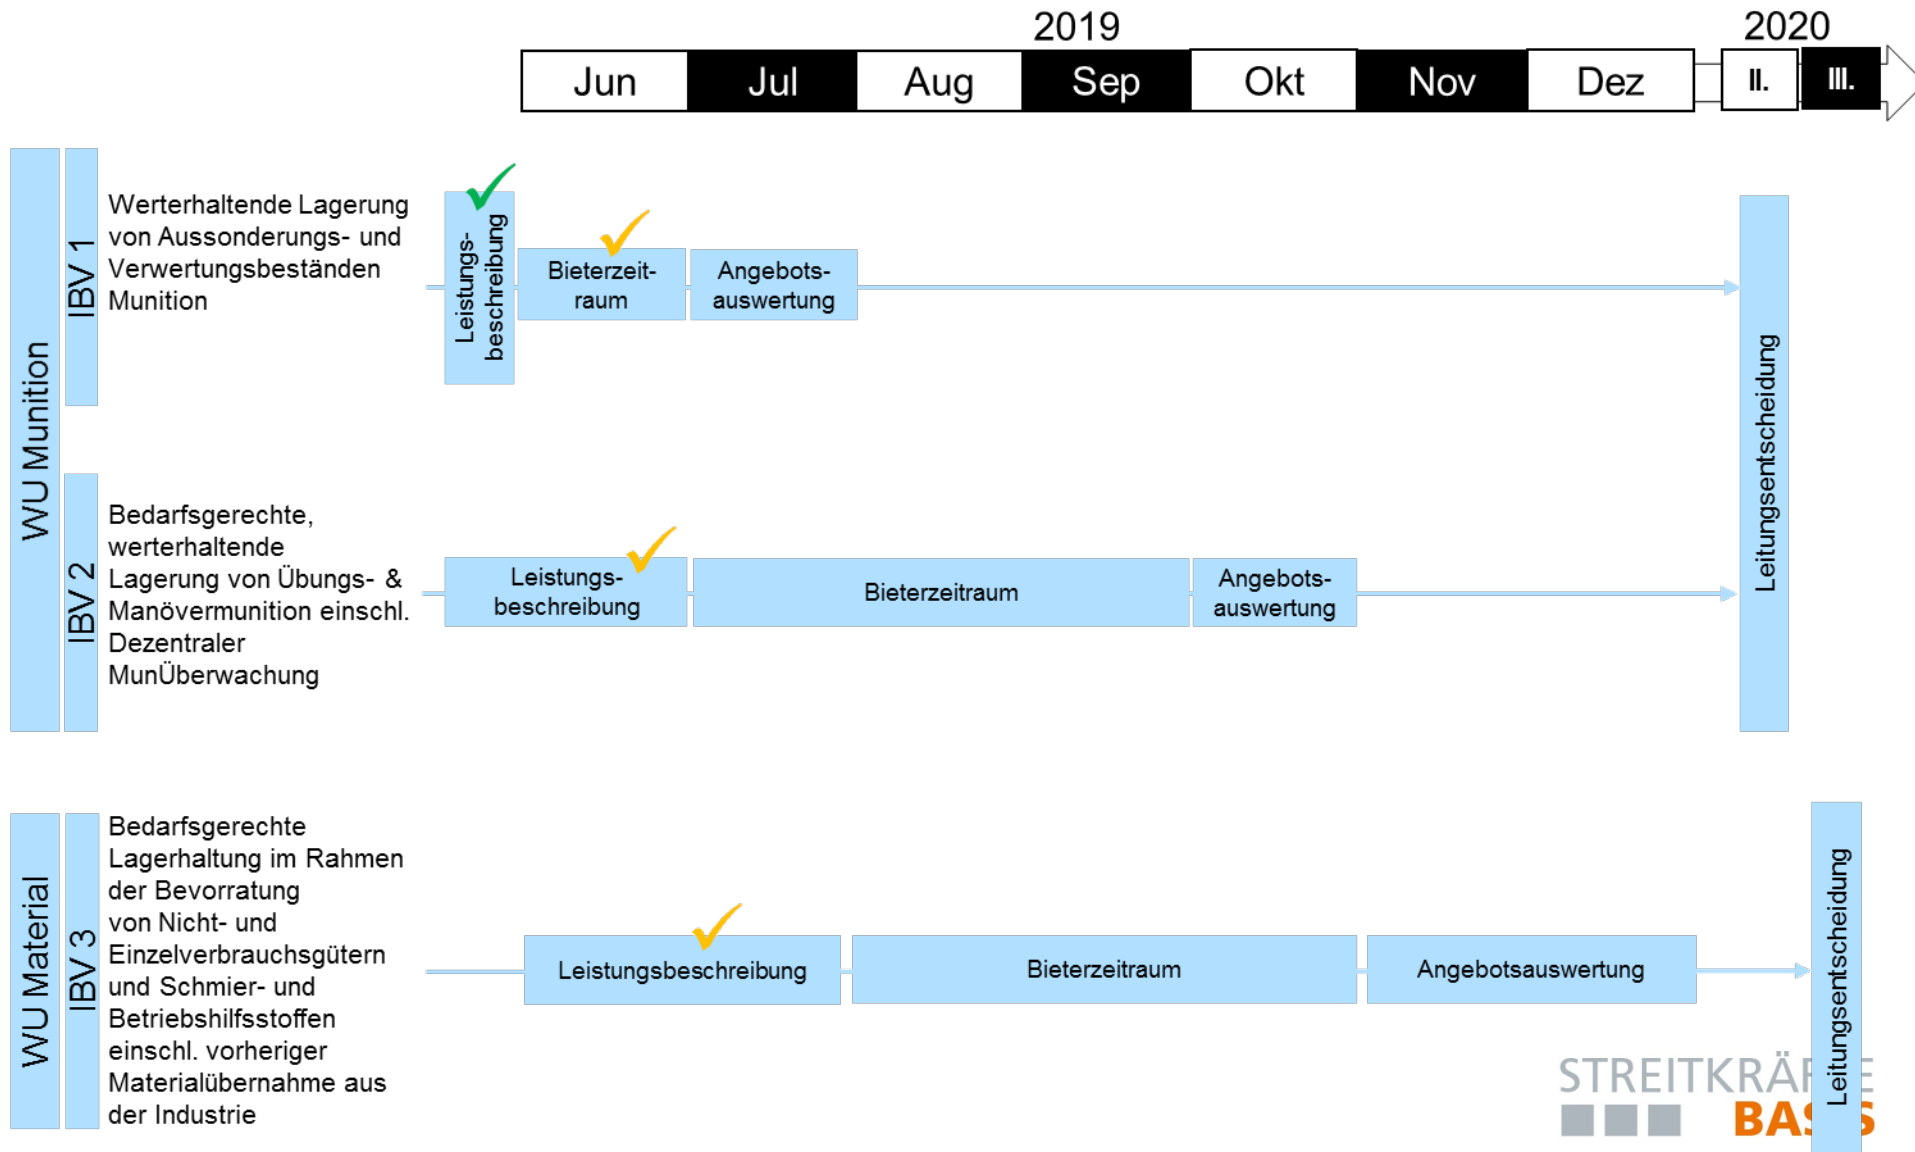 2019
2020
Jun
Jul
Aug
Sep
Okt
Nov
Dez
II.
III.
WU Munition
IBV 1
Werterhaltende Lagerung
von Aussonderungs- und
Verwertungsbeständen
Munition
Leistungs-
beschreibung
Bieterzeit-
raum
Angebots-
auswertung
Leitungsentscheidung
IBV 2
Bedarfsgerechte,
werterhaltende
Lagerung von Übungs- &
Manövermunition einschl.
Dezentraler
MunÜberwachung
Leistungs-
beschreibung
Bieterzeitraum
Angebots-
auswertung
WU Material
IBV 3
Bedarfsgerechte
Lagerhaltung im Rahmen
der Bevorratung
von Nicht- und
Einzelverbrauchsgütern
und Schmier- und
Betriebshilfsstoffen
einschl. vorheriger
Materialübernahme aus
der Industrie
Leistungsbeschreibung
Bieterzeitraum
Angebotsauswertung
Leitungsentscheidung